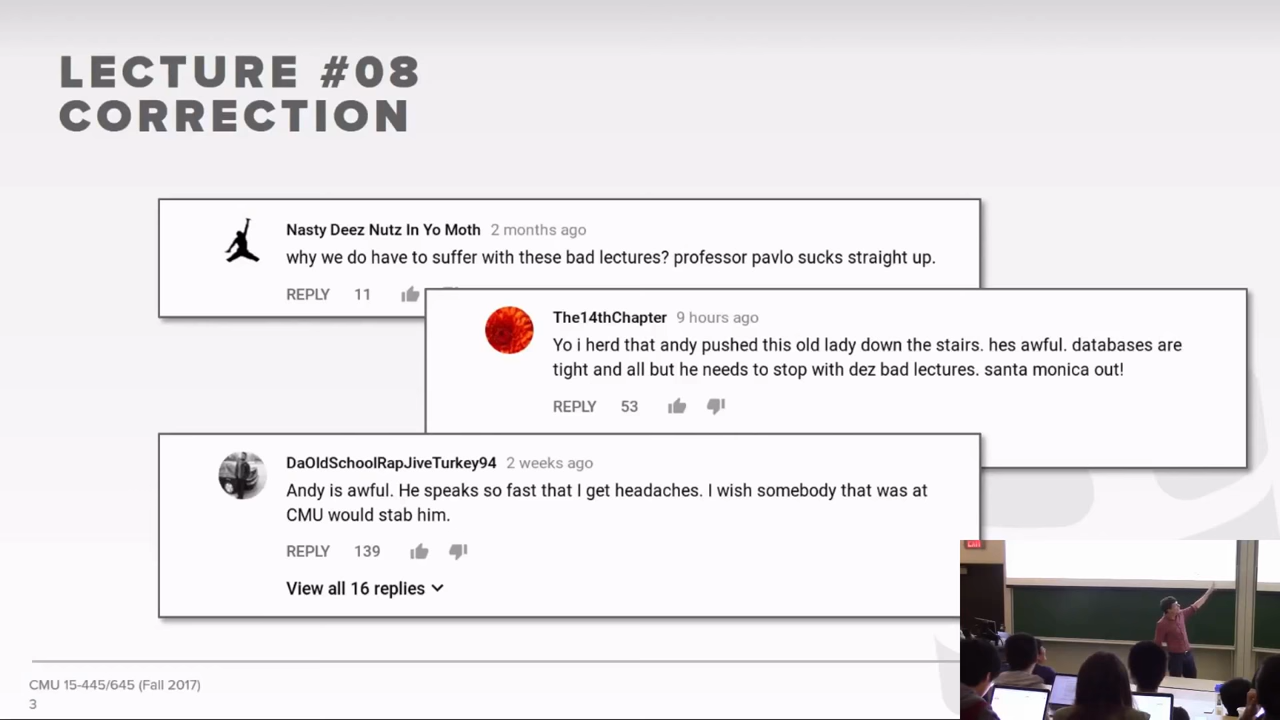 LECTURE #08
CORRECTION
Nasty Deez Nutz In Yo Moth 2 months ago
why we do have to suffer with these bad lectures? professor pavlo sucks straight up.
REPLY 11
The14thChapter 9 hours ago
Yo i herd that andy pushed this old lady down the stairs. hes awful. databases are
tight and all but he needs to stop with dez bad lectures. santa monica out!
REPLY 53
DaOldSchoolRapJiveTurkey94 2 weeks ago
Andy is awful. He speaks so fast that I get headaches. I wish somebody that was at
CMU would stab him.
REPLY 139
View all 16 replies
CMU 15-445/645 (Fall 2017)
3